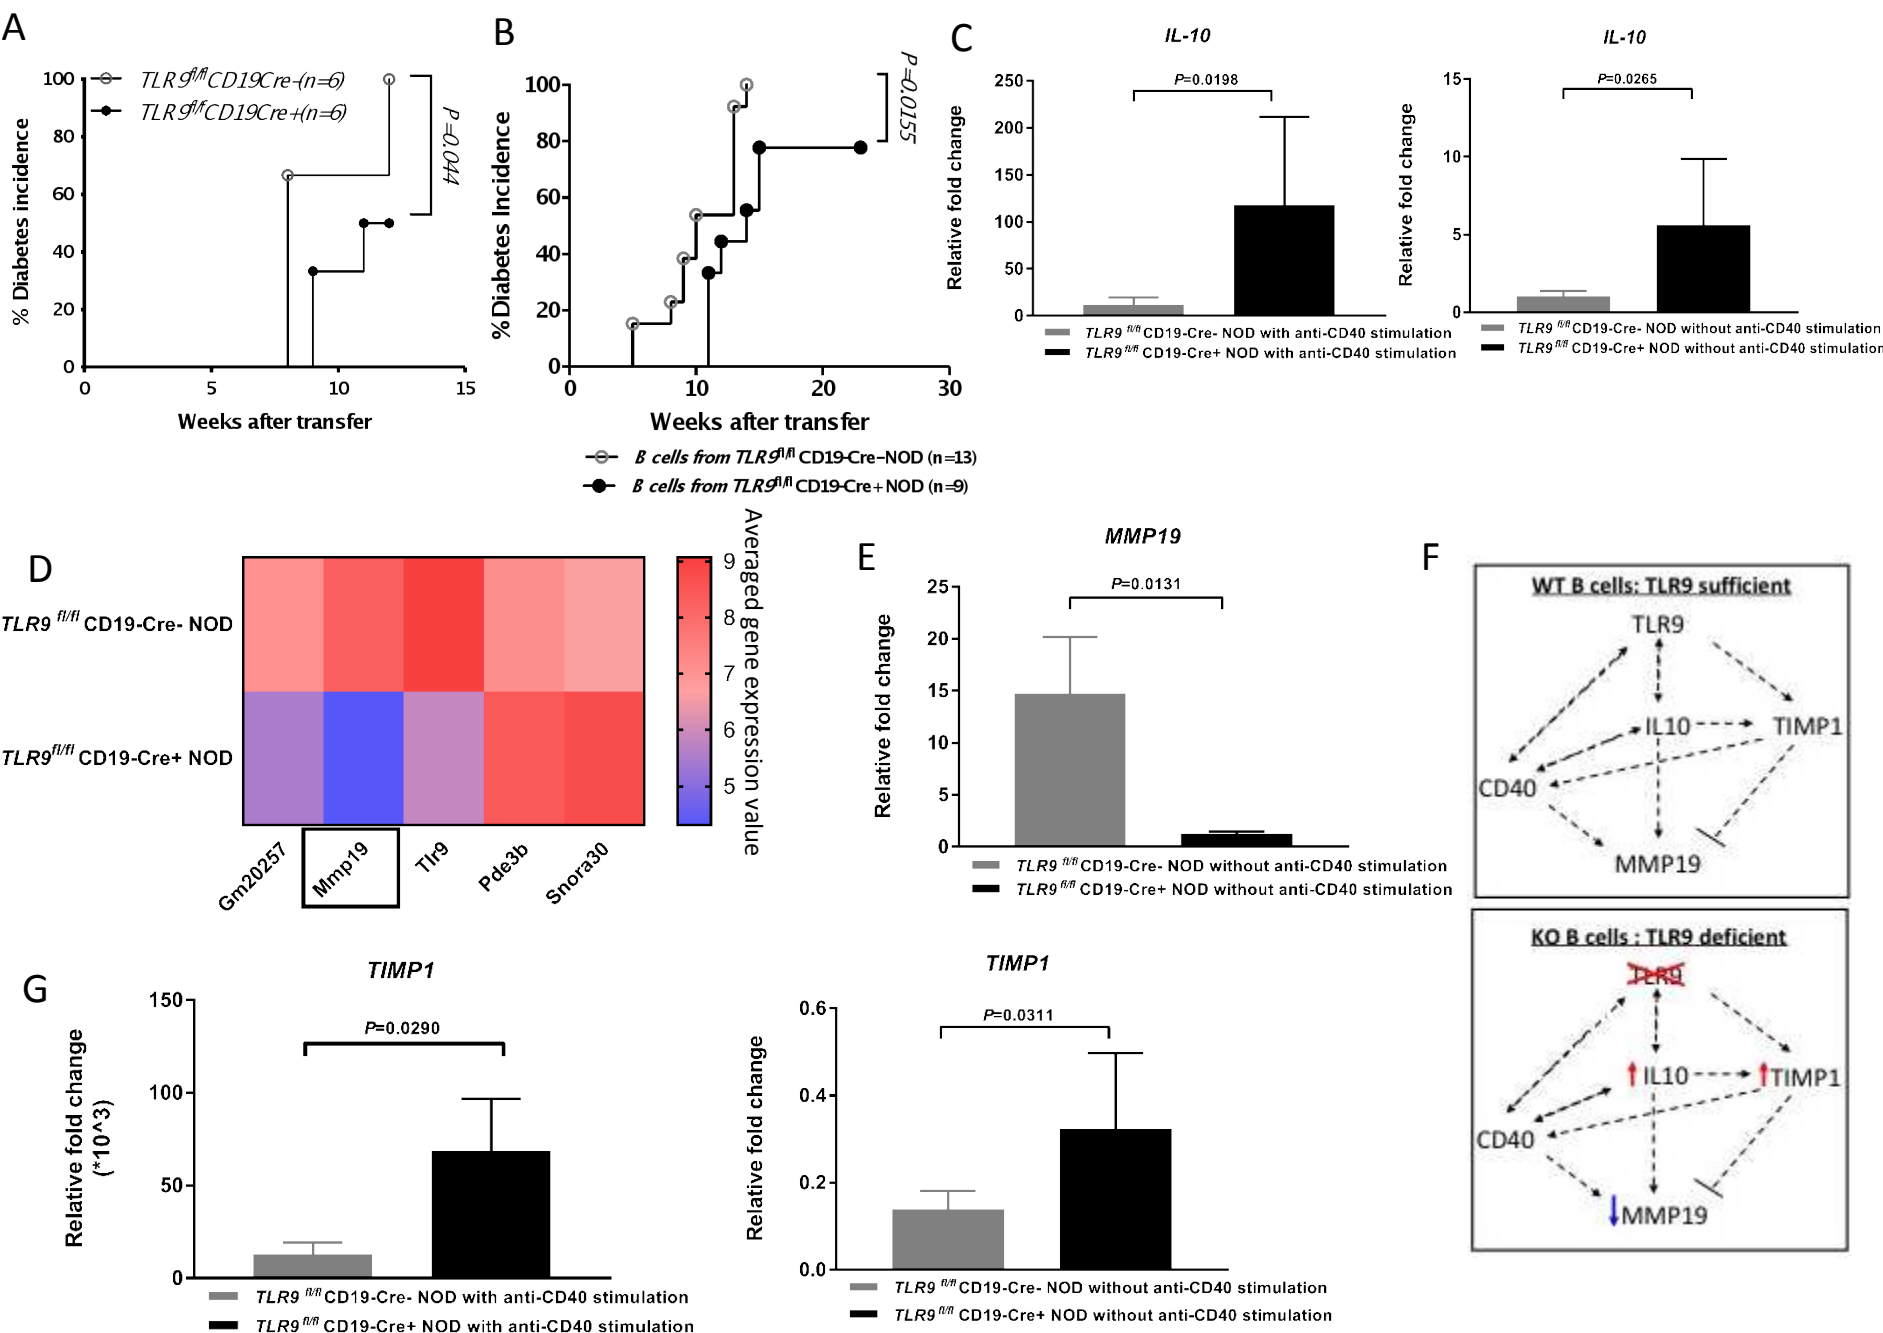 A
% Diabetes incidence
100
80
60
40
20
0
0
5
10
15
Weeks after transfer
TLR9fl/fl CD19Cre-(n=6)
TLR9fl/fl CD19Cre+(n=6)
P=0.044
B
%Diabetes Incidence
100
80
60
40
20
0
0
10
20
30
Weeks after transfer
P=0.0155
B cells from TLR9fl/fl CD19-Cre-NOD (n=13)
B cells from TLR9fl/fl CD19-Cre+NOD (n=9)
C
IL-10
Relative fold change
250
200
150
100
50
0
P=0.0198
TLR9 fl/fl CD19-Cre- NOD with anti-CD40 stimulation
TLR9 fl/fl CD19-Cre+ NOD with anti-CD40 stimulation
IL-10
Relative fold change
15
10
5
0
P=0.0265
TLR9 fl/fl CD19-Cre- NOD without anti-CD40 stimulation
TLR9 fl/fl CD19-Cre+ NOD without anti-CD40 stimulation
D
TLR9 fl/fl CD19-Cre- NOD
TLR9fl/fl CD19-Cre+ NOD
Gm20257
Mmp19
Tlr9
Pde3b
Snora30
9
8
7
6
5
Averaged gene expression value
E
MMP19
Relative fold change
25
20
15
10
5
0
P=0.0131
TLR9 fl/fl CD19-Cre- NOD without anti-CD40 stimulation
TLR9 fl/fl CD19-Cre+ NOD without anti-CD40 stimulation
F
WT B cells: TLR9 sufficient
TLR9
IL10
TIMP1
CD40
MMP19
KO B cells : TLR9 deficient
TLR9
IL10
TIMP1
CD40
MMP19
G
TIMP1
Relative fold change
(*10^3)
150
100
50
0
P=0.0290
TLR9 fl/fl CD19-Cre- NOD with anti-CD40 stimulation
TLR9 fl/fl CD19-Cre+ NOD with anti-CD40 stimulation
TIMP1
Relative fold change
0.6
0.4
0.2
0.0
P=0.0311
TLR9 fl/fl CD19-Cre- NOD without anti-CD40 stimulation
TLR9 fl/fl CD19-Cre+ NOD without anti-CD40 stimulation